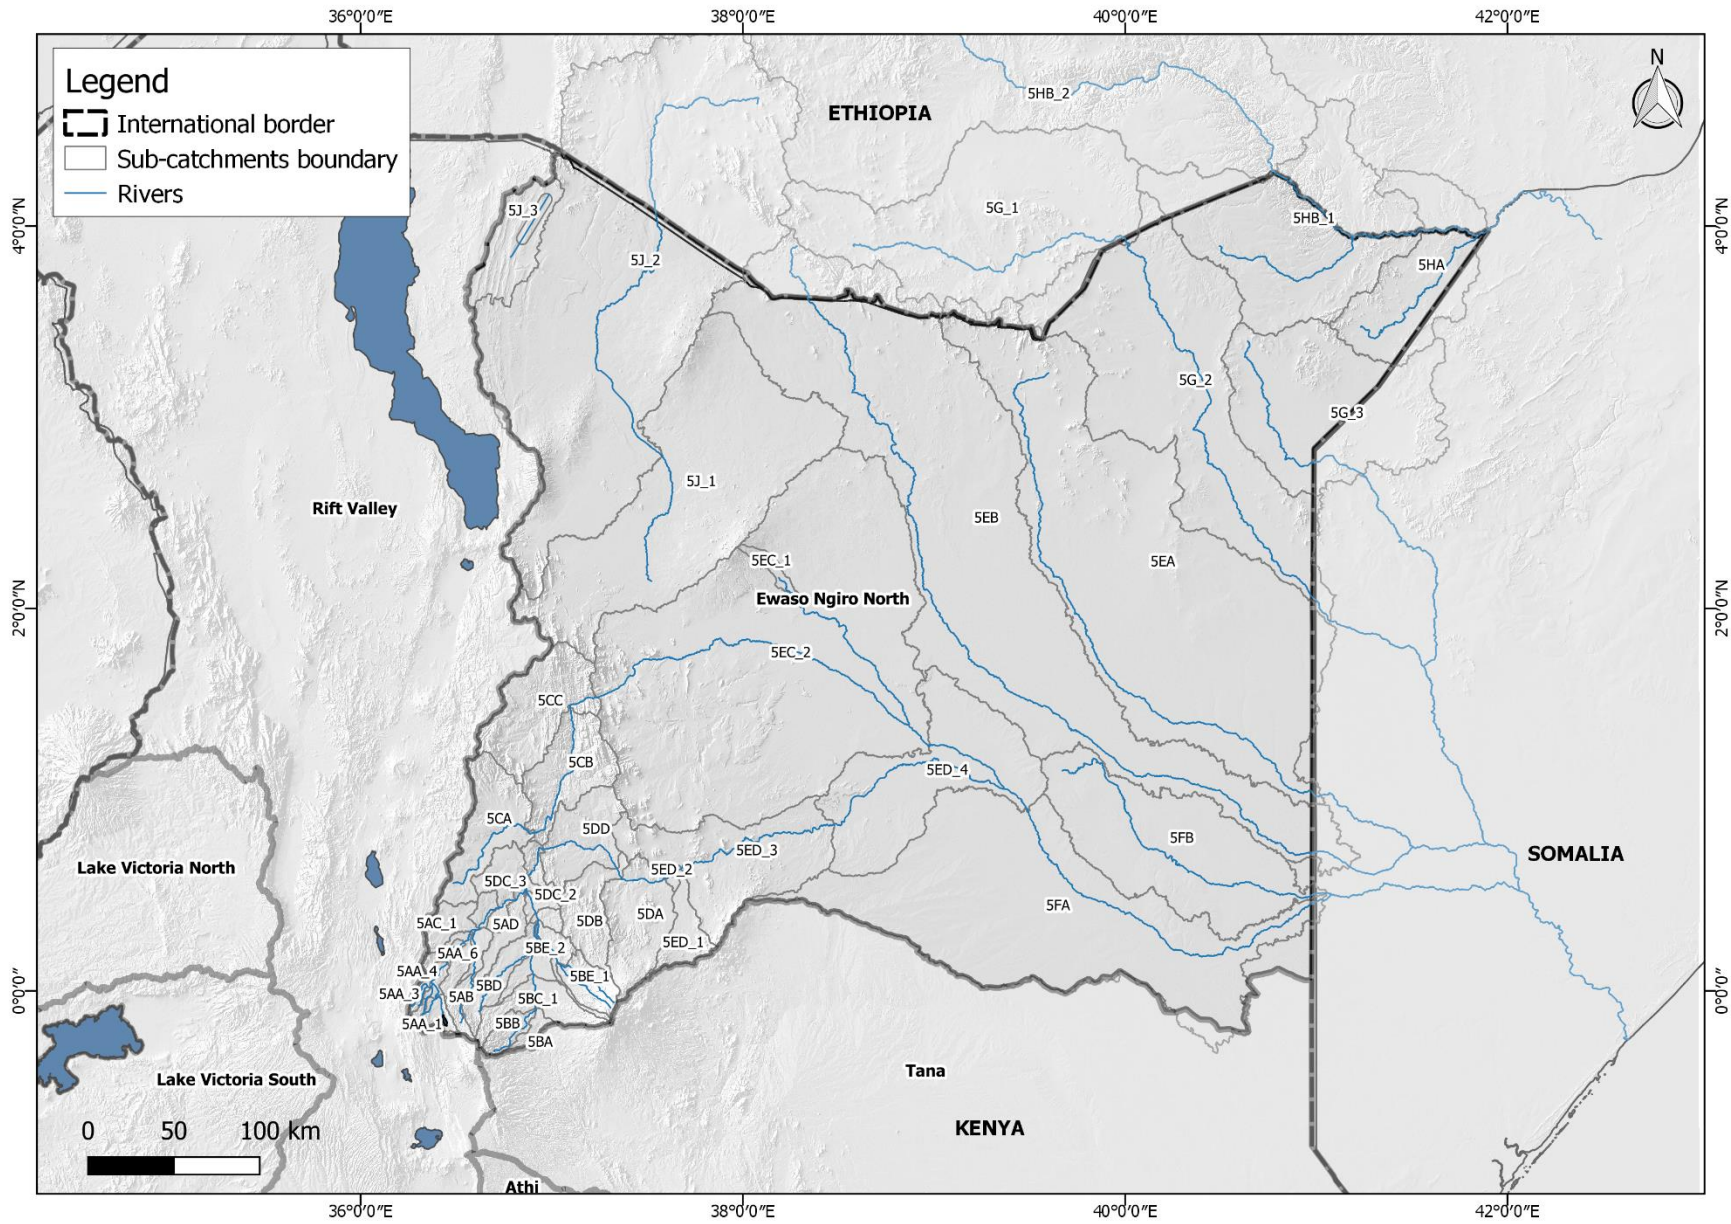 36°0'0"E
38°0'0"E
40°0'0"E
42°0'0"E
Legend
International border
Sub-catchments boundary
Rivers
N
ETHIOPIA
5HB_2
5J_3
5G_1
5HB_1
4°0'0"N
4°0'0"N
5J_2
5HA
5G_2
5G_3
5J_1
Rift Valley
5EB
5EC_1
5EA
Ewaso Ngiro North
2°0'0"N
2°0'0"N
5EC_2
5CC
5CB
5ED_4
5CA
5DD
5FB
5ED_3
SOMALIA
Lake Victoria North
5ED_2
5DC_3
5DC_2
5FA
5AC_1
5AD
5DB
5DA
5ED_1
5AA_6
5BE_2
5AA_4
5BE_1
5BD
5AA_3
5AB
5BC_1
0°0'0"
0°0'0"
5AA_1
5BB
5BA
Lake Victoria South
Tana
KENYA
0 50 100 km
Athi
36°0'0"E
38°0'0"E
40°0'0"E
42°0'0"E